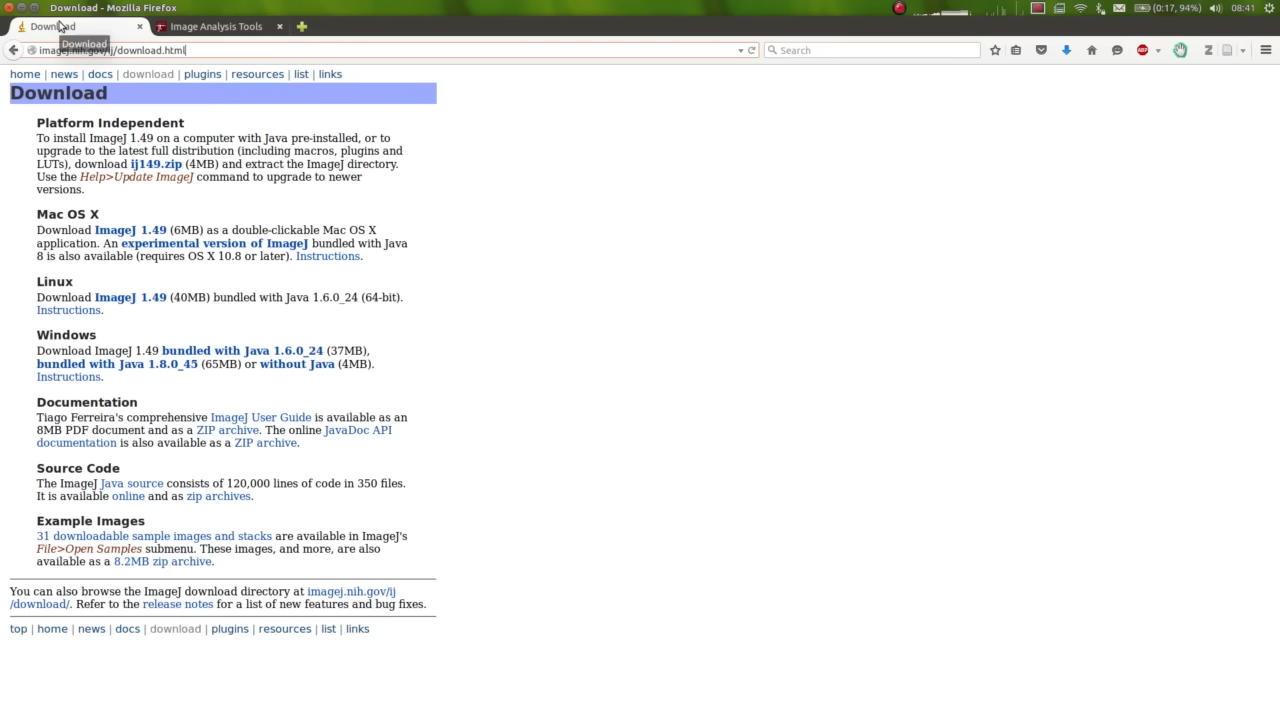 Download - Mozilla Firefox
(0:17, 94%)
08:41
Download
Image Analysis Tools
Download
imagej.nih.gov/ij/download.html
Search
ABP
home | news | docs | download | plugins | resources | list | links
Download
Platform Independent
To install ImageJ 1.49 on a computer with Java pre-installed, or to
upgrade to the latest full distribution (including macros, plugins and
LUTs), download ij149.zip (4MB) and extract the ImageJ directory.
Use the Help>Update ImageJ command to upgrade to newer
versions.
Mac OS X
Download ImageJ 1.49 (6MB) as a double-clickable Mac OS X
application. An experimental version of ImageJ bundled with Java
8 is also available (requires OS X 10.8 or later). Instructions.
Linux
Download ImageJ 1.49 (40MB) bundled with Java 1.6.0_24 (64-bit).
Instructions.
Windows
Download ImageJ 1.49 bundled with Java 1.6.0_24 (37MB),
bundled with Java 1.8.0_45 (65MB) or without Java (4MB).
Instructions.
Documentation
Tiago Ferreira's comprehensive ImageJ User Guide is available as an
8MB PDF document and as a ZIP archive. The online JavaDoc API
documentation is also available as a ZIP archive.
Source Code
The ImageJ Java source consists of 120,000 lines of code in 350 files.
It is available online and as zip archives.
Example Images
31 downloadable sample images and stacks are available in ImageJ's
File>Open Samples submenu. These images, and more, are also
available as a 8.2MB zip archive.
You can also browse the ImageJ download directory at imagej.nih.gov/ij
/download/. Refer to the release notes for a list of new features and bug fixes.
top | home | news | docs | download | plugins | resources | list | links